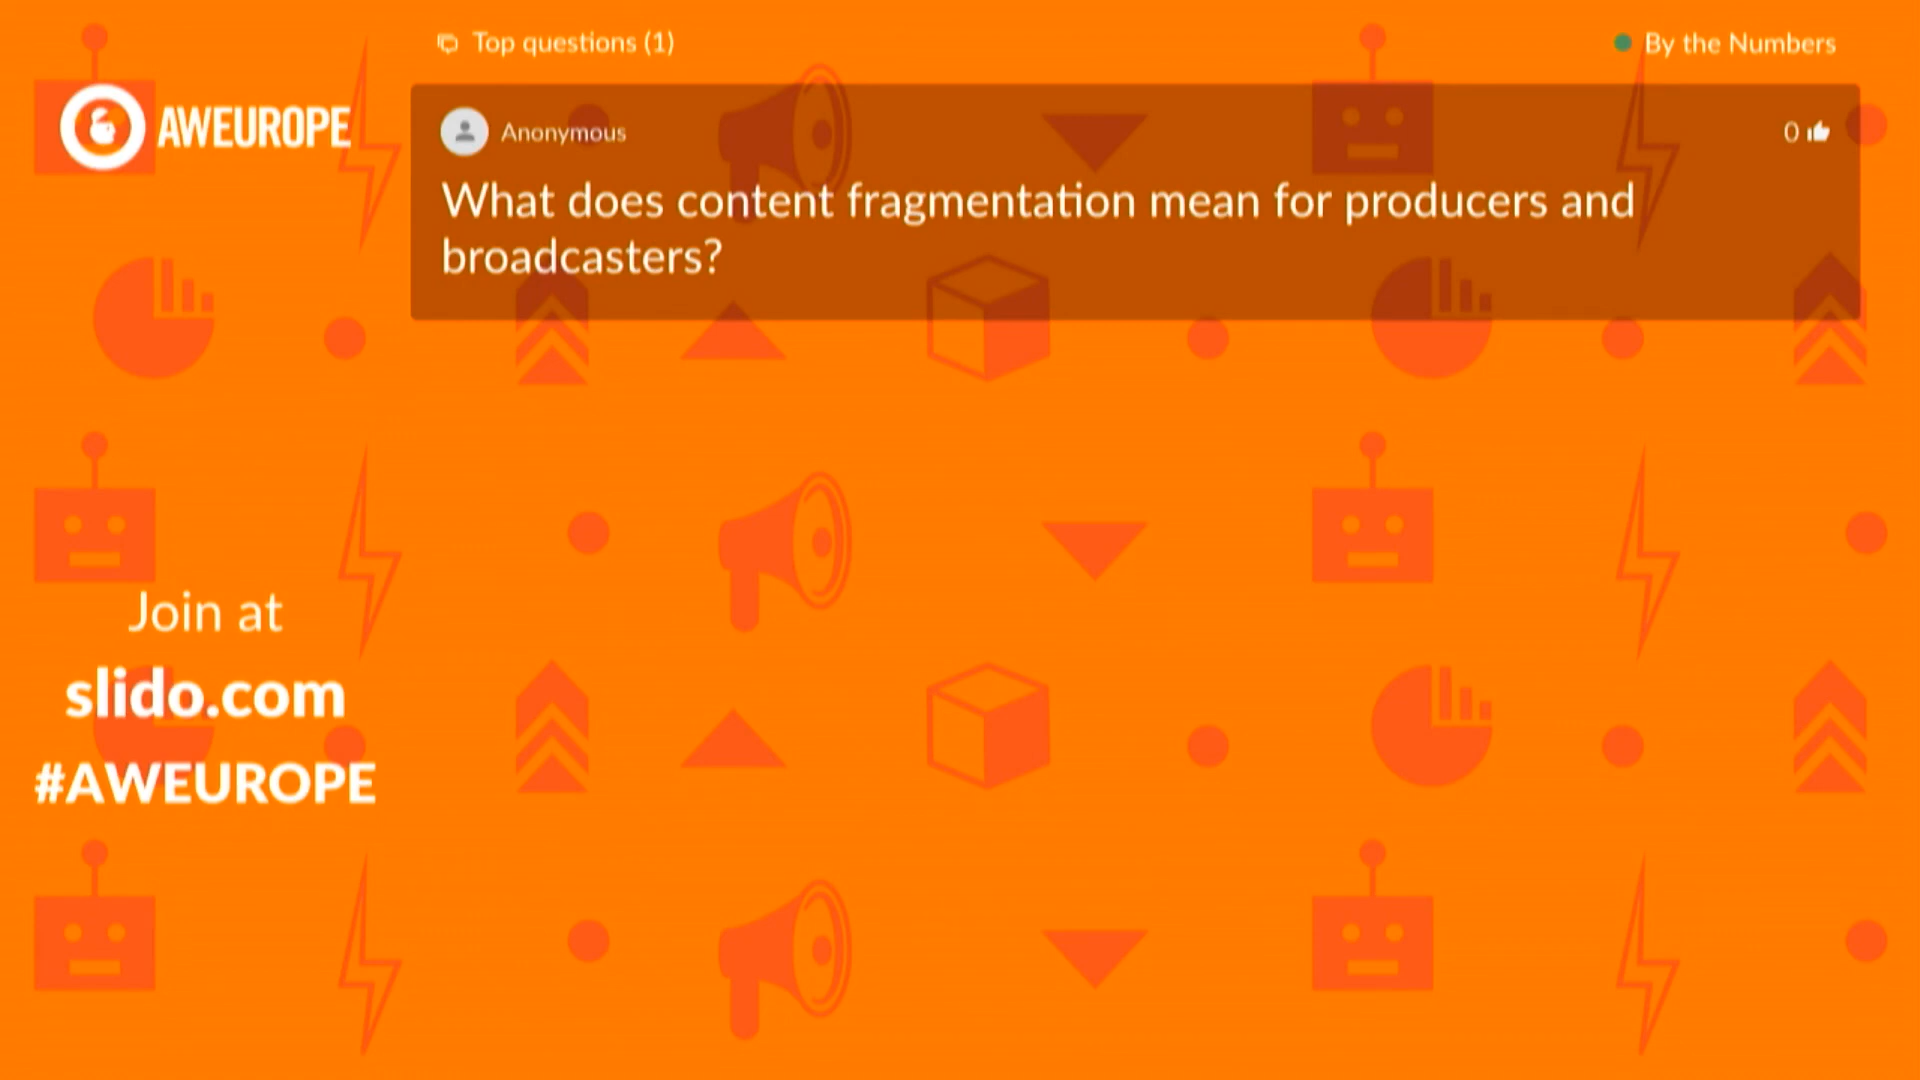 Top questions (1)
By the Numbers
AWEUROPE
Anonymous
0
What does content fragmentation mean for producers and
broadcasters?
Join at
slido.com
#AWEUROPE